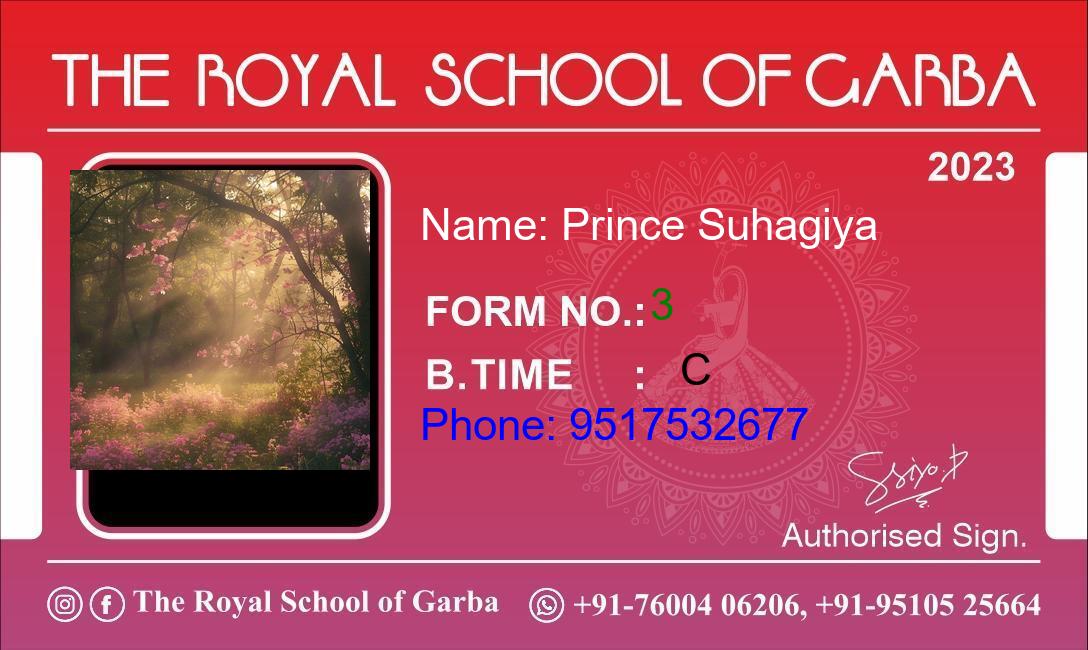 THE ROYAL SCHOOL OF GARBA
2023
Name: Prince Suhagiya
FORM NO.: 3
B.TIME : C
Phone: 9517532677
Authorised Sign.
The Royal School of Garba +91-76004 06206, +91-95105 25664